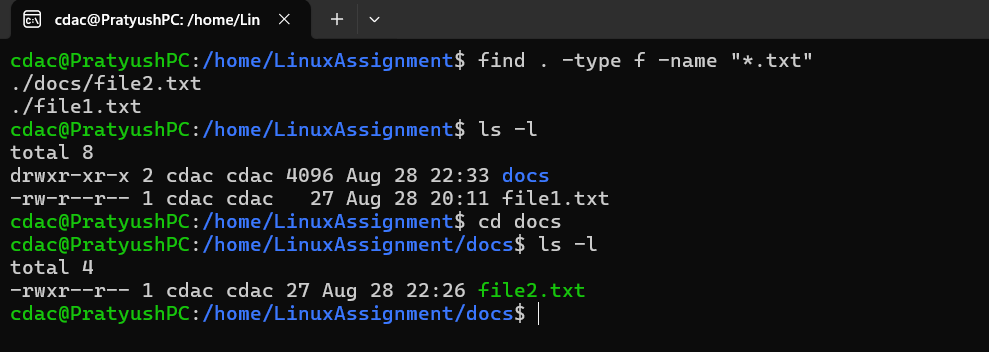 cdac@PratyushPC: /home/Lin
cdac@PratyushPC:/home/LinuxAssignment$ find . -type f -name "*.txt"
./docs/file2.txt
./file1.txt
cdac@PratyushPC:/home/LinuxAssignment$ ls -l
total 8
drwxr-xr-x 2 cdac cdac 4096 Aug 28 22:33 docs
-rw-r--r-- 1 cdac cdac   27 Aug 28 20:11 file1.txt
cdac@PratyushPC:/home/LinuxAssignment$ cd docs
cdac@PratyushPC:/home/LinuxAssignment/docs$ ls -l
total 4
-rwxr--r-- 1 cdac cdac 27 Aug 28 22:26 file2.txt
cdac@PratyushPC:/home/LinuxAssignment/docs$